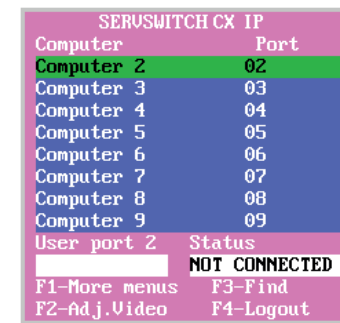 SERVSWITCH CX IP
Computer Port
Computer 2 02
Computer 3 03
Computer 4 04
Computer 5 05
Computer 6 06
Computer 7 07
Computer 8 08
Computer 9 09
User port 2 Status
NOT CONNECTED
F1-More menus F3-Find
F2-Adj.Video F4-Logout